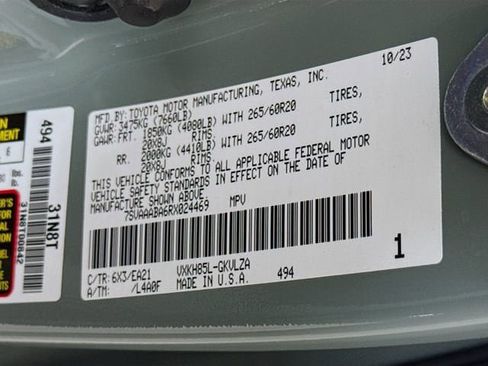 10/23
MFD.BY:TOYOTA MOTOR MANUFACTURING, TEXAS, INC.
GVWR:3475KG (7660LB)
GAWR:FRT. 1850KG (4080LB) WITH 265/60R20 TIRES,
20X8J RIMS
RR. 2000KG (4410LB) WITH 265/60R20 TIRES,
20X8J RIMS
THIS VEHICLE CONFORMS TO ALL APPLICABLE FEDERAL MOTOR
VEHICLE SAFETY STANDARDS IN EFFECT ON THE DATE OF
MANUFACTURE SHOWN ABOVE
7SVAAABA6RX024469 MPV
1
C/TR: 6X3/EA21 VXKH85L-GKVLZA
A/TM: /L4A0F MADE IN U.S.A. 494
494
31N8T
31N8T00842